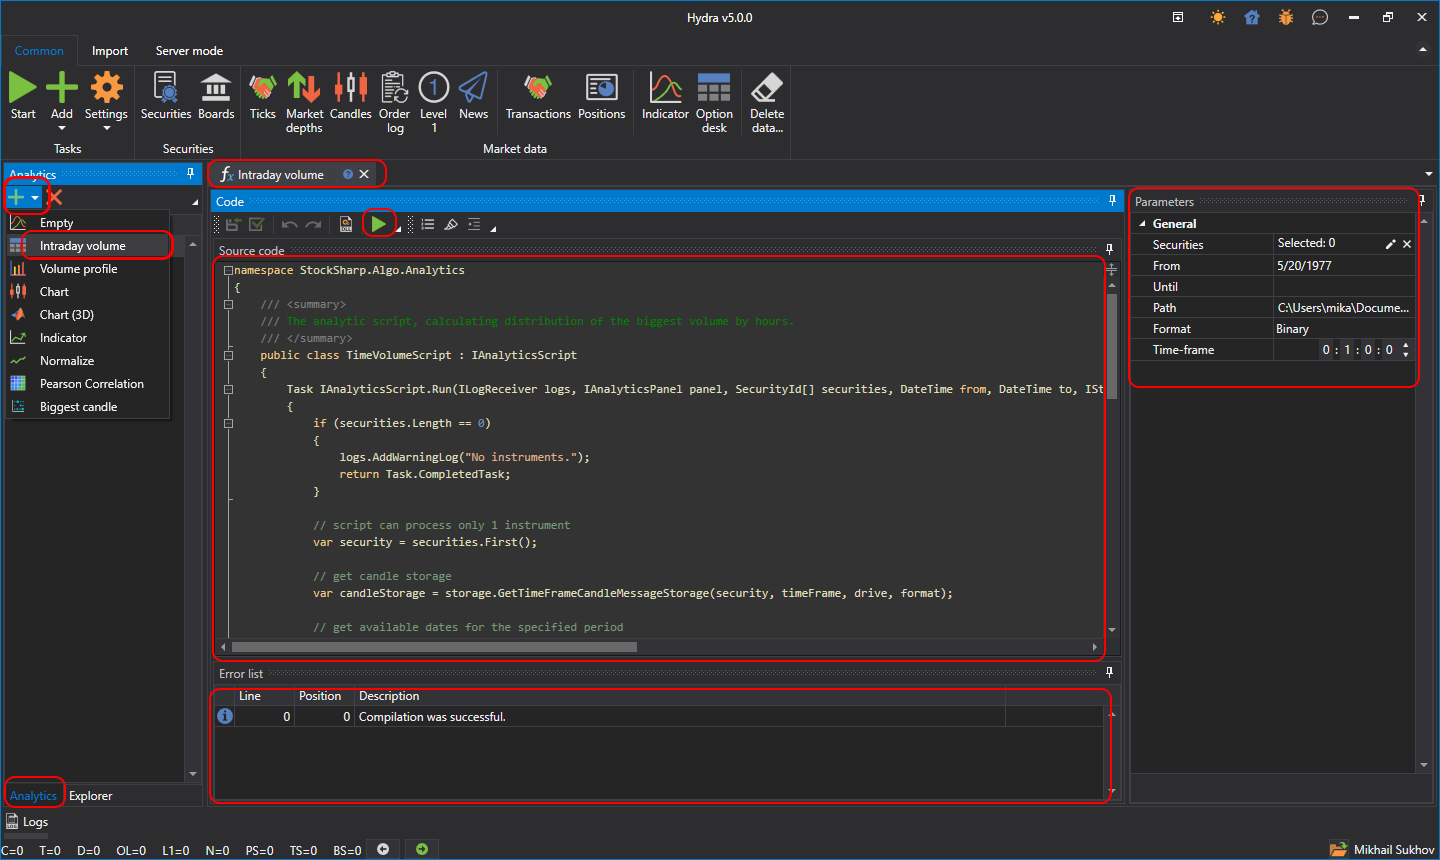 Hydra v5.0.0
Common Import Server mode
Start Add Settings Securities Boards Ticks Market depths Candles Order log Level 1 News Transactions Positions Indicator Option desk Delete data...
Tasks Securities Market data
Analytics
Empty
Intraday volume
Volume profile
Chart
Chart (3D)
Indicator
Normalize
Pearson Correlation
Biggest candle
Analytics Explorer
fx Intraday volume
Code
Source code
namespace StockSharp.Algo.Analytics
{
/// <summary>
/// The analytic script, calculating distribution of the biggest volume by hours.
/// </summary>
public class TimeVolumeScript : IAnalyticsScript
{
Task IAnalyticsScript.Run(ILogReceiver logs, IAnalyticsPanel panel, SecurityId[] securities, DateTime from, DateTime to, ISt
{
if (securities.Length == 0)
{
logs.AddWarningLog("No instruments.");
return Task.CompletedTask;
}
// script can process only 1 instrument
var security = securities.First();
// get candle storage
var candleStorage = storage.GetTimeFrameCandleMessageStorage(security, timeFrame, drive, format);
// get available dates for the specified period
Error list
Line Position Description
0 0 Compilation was successful.
Parameters
General
Securities Selected: 0
From 5/20/1977
Until
Path C:\Users\mika\Docume...
Format Binary
Time-frame 0 : 1 : 0 : 0
Logs
C=0 T=0 D=0 OL=0 L1=0 N=0 PS=0 TS=0 BS=0
Mikhail Sukhov